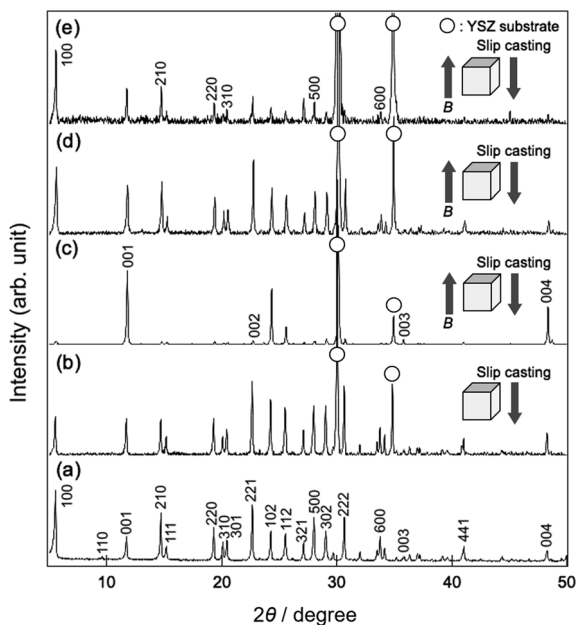 (e)
○ : YSZ substrate
Slip casting
B
100
210
220
310
500
600
(d)
Slip casting
B
(c)
Slip casting
B
001
002
003
004
(b)
Slip casting
(a)
100
110
001
210
111
220
310
301
221
102
112
321
500
302
222
600
003
441
004
10 20 30 40 50
2θ / degree
Intensity (arb. unit)